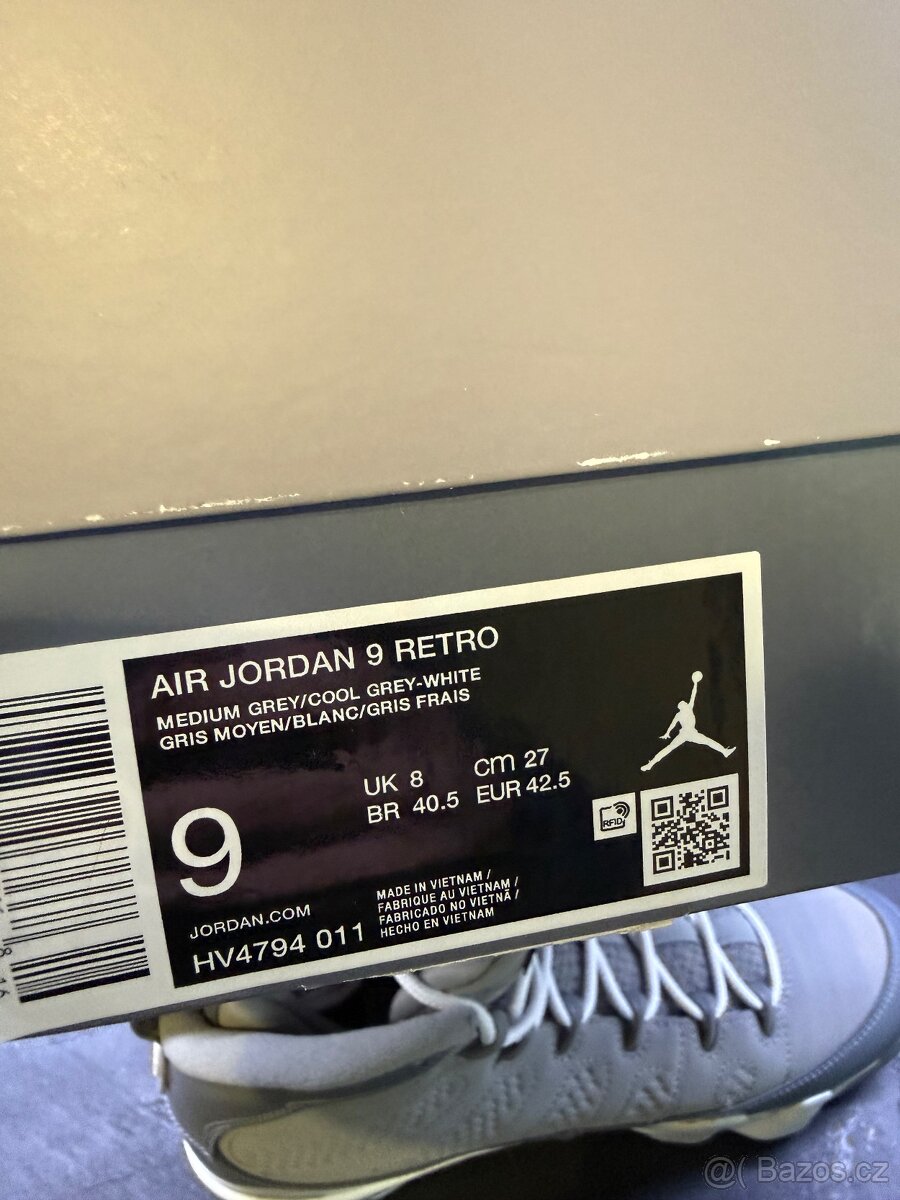 AIR JORDAN 9 RETRO
MEDIUM GREY/COOL GREY-WHITE
GRIS MOYEN/BLANC/GRIS FRAIS
9
UK 8 cm 27
BR 40.5 EUR 42.5
RFID
JORDAN.COM
HV4794 011
MADE IN VIETNAM /
FABRIQUE AU VIETNAM /
FABRICADO NO VIETNÃ /
HECHO EN VIETNAM
@( Bazos.cz